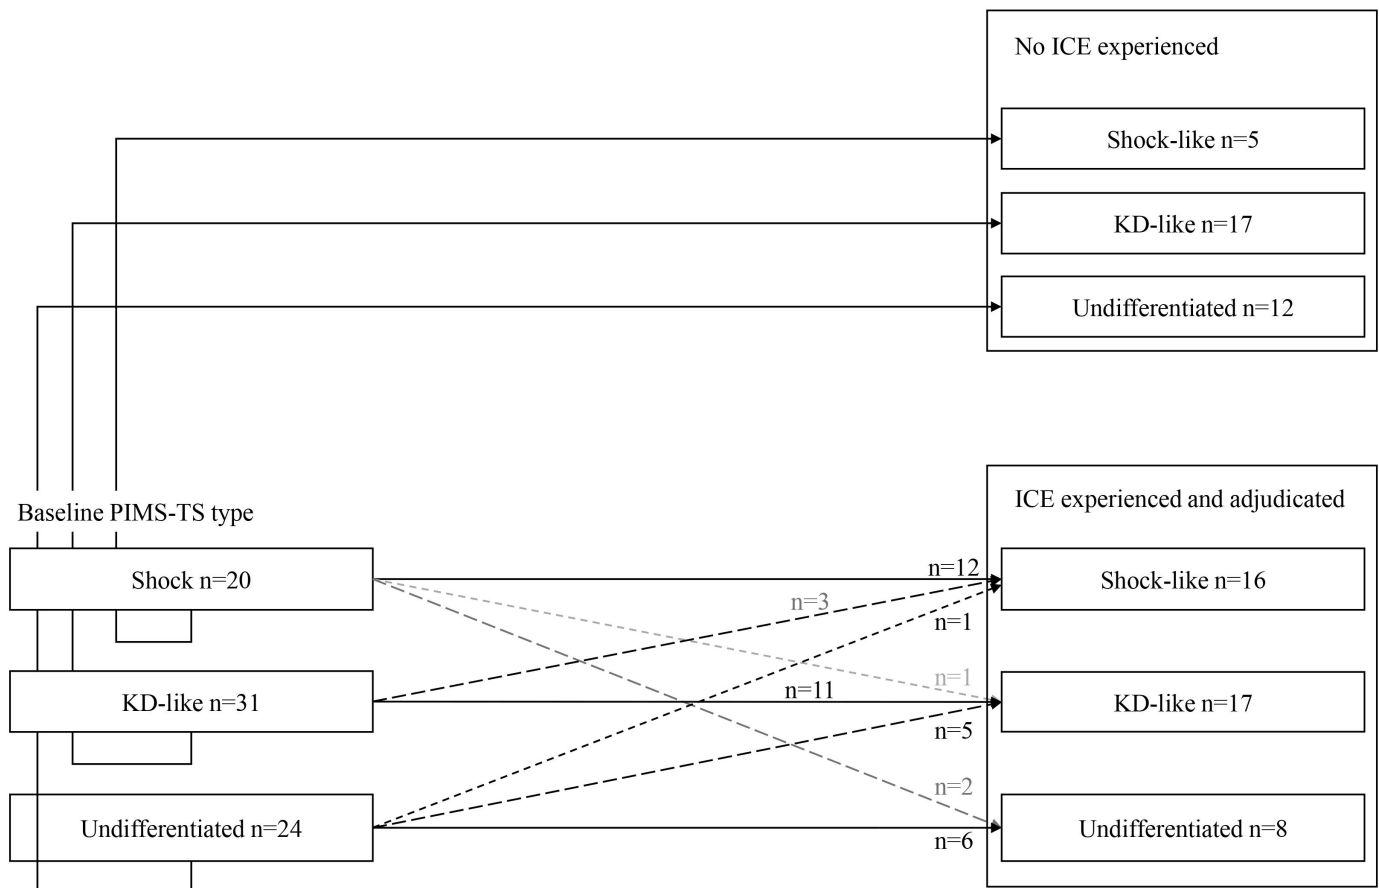 No ICE experienced
Shock-like n=5
KD-like n=17
Undifferentiated n=12
Baseline PIMS-TS type
ICE experienced and adjudicated
Shock n=20
n=12
Shock-like n=16
n=3
n=1
KD-like n=31
n=11
n=1
KD-like n=17
n=5
n=2
Undifferentiated n=24
n=6
Undifferentiated n=8